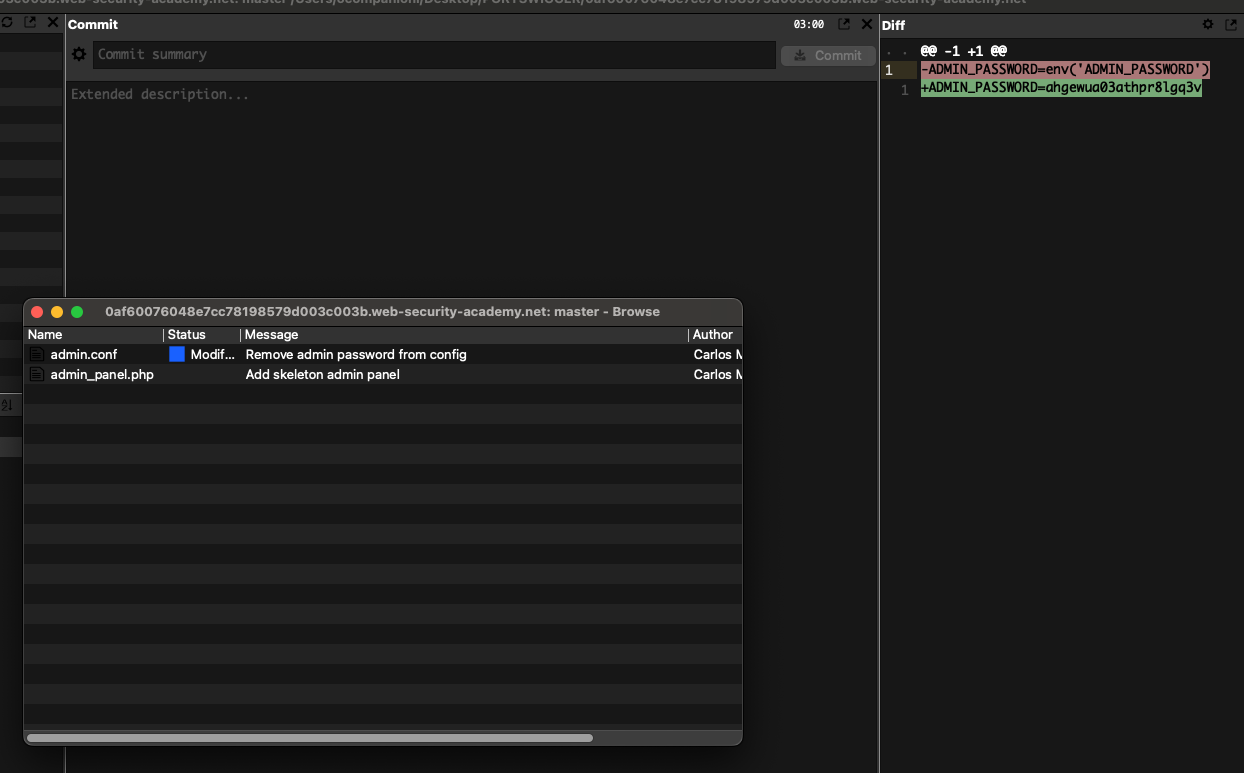 Commit
03:00
Commit summary
Commit
Extended description...
Diff
@@ -1 +1 @@
1 -ADMIN_PASSWORD=env('ADMIN_PASSWORD')
1 +ADMIN_PASSWORD=ahgewua03athpr8lgq3v
0af60076048e7cc78198579d003c003b.web-security-academy.net: master - Browse
Name Status Message Author
admin.conf Modif... Remove admin password from config Carlos M
admin_panel.php Add skeleton admin panel Carlos M